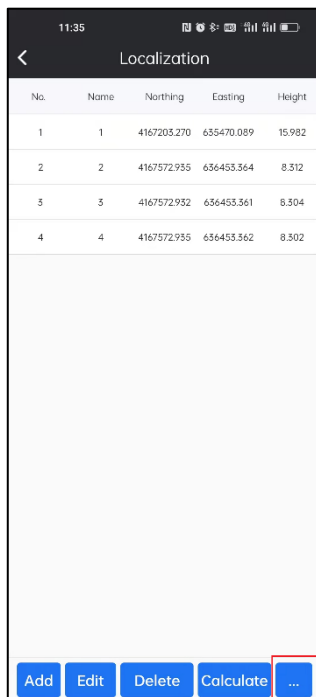 11:35
Localization
No. Name Northing Easting Height
1 1 4167203.270 635470.089 15.982
2 2 4167572.935 636453.364 8.312
3 3 4167572.932 636453.361 8.304
4 4 4167572.935 636453.362 8.302
Add Edit Delete Calculate ...